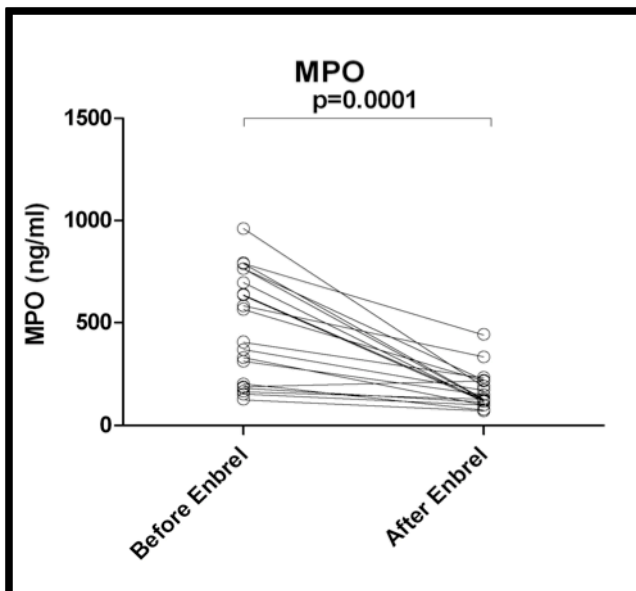 MPO
p=0.0001
1500
1000
500
0
MPO (ng/ml)
Before Enbrel
After Enbrel